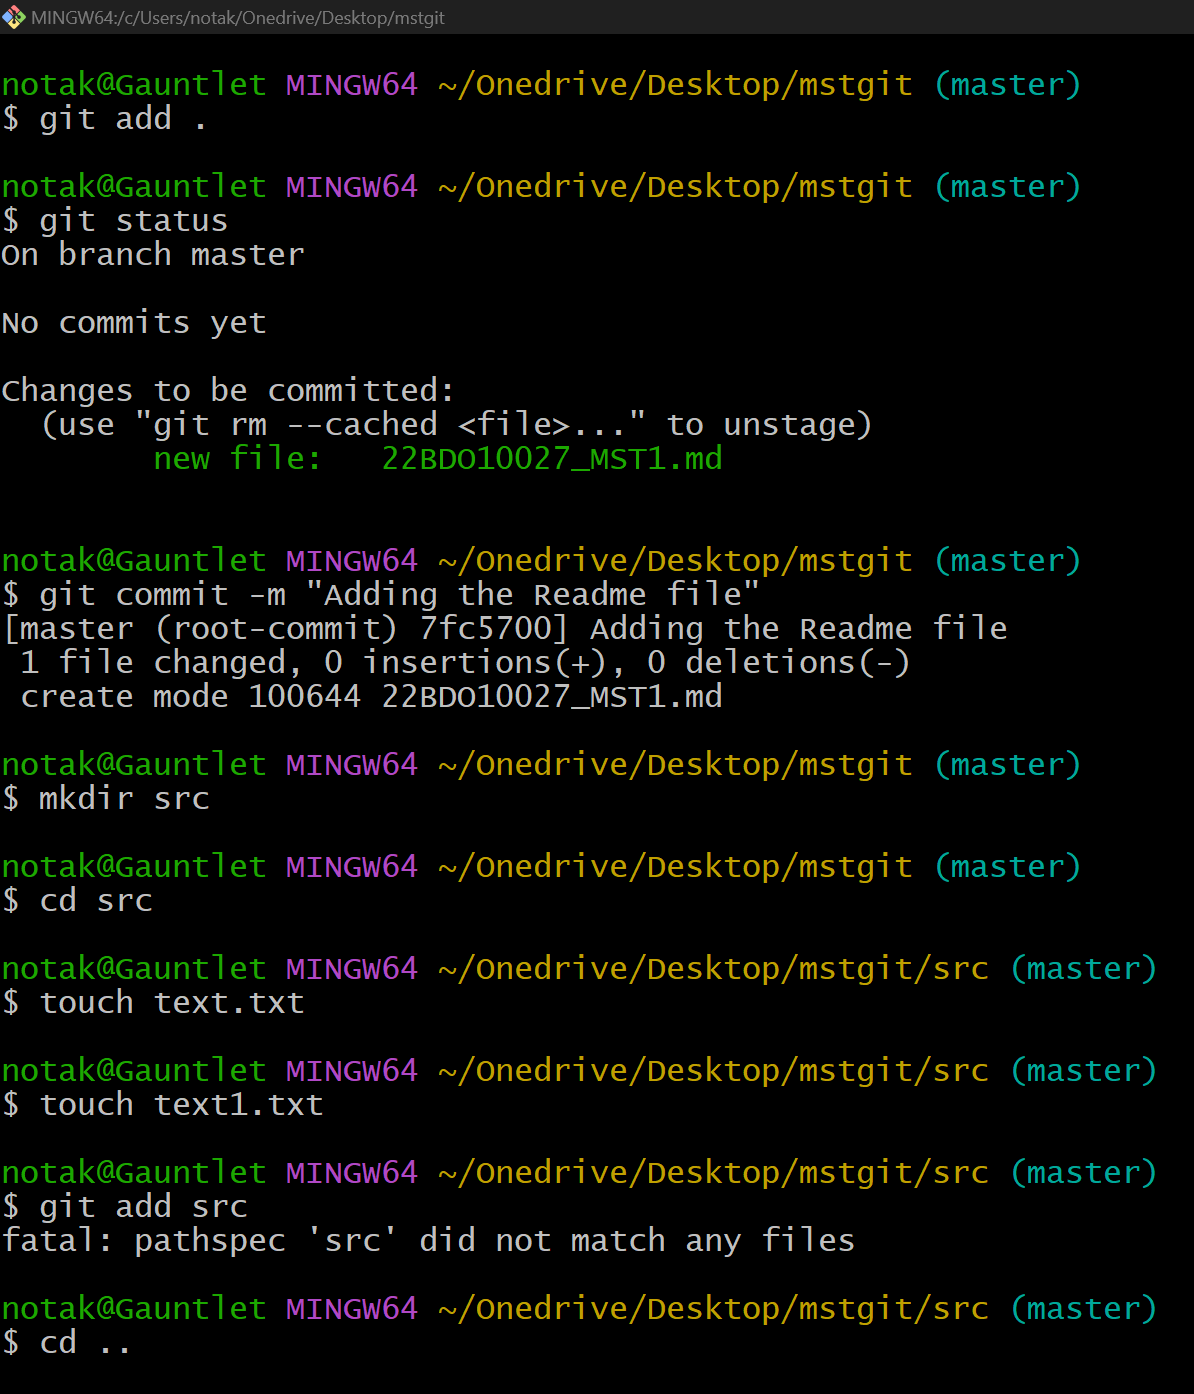 MINGW64:/c/Users/notak/Onedrive/Desktop/mstgit
notak@Gauntlet MINGW64 ~/Onedrive/Desktop/mstgit (master)
$ git add .
notak@Gauntlet MINGW64 ~/Onedrive/Desktop/mstgit (master)
$ git status
On branch master
No commits yet
Changes to be committed:
  (use "git rm --cached <file>..." to unstage)
        new file:   22BDO10027_MST1.md
notak@Gauntlet MINGW64 ~/Onedrive/Desktop/mstgit (master)
$ git commit -m "Adding the Readme file"
[master (root-commit) 7fc5700] Adding the Readme file
 1 file changed, 0 insertions(+), 0 deletions(-)
 create mode 100644 22BDO10027_MST1.md
notak@Gauntlet MINGW64 ~/Onedrive/Desktop/mstgit (master)
$ mkdir src
notak@Gauntlet MINGW64 ~/Onedrive/Desktop/mstgit (master)
$ cd src
notak@Gauntlet MINGW64 ~/Onedrive/Desktop/mstgit/src (master)
$ touch text.txt
notak@Gauntlet MINGW64 ~/Onedrive/Desktop/mstgit/src (master)
$ touch text1.txt
notak@Gauntlet MINGW64 ~/Onedrive/Desktop/mstgit/src (master)
$ git add src
fatal: pathspec 'src' did not match any files
notak@Gauntlet MINGW64 ~/Onedrive/Desktop/mstgit/src (master)
$ cd ..